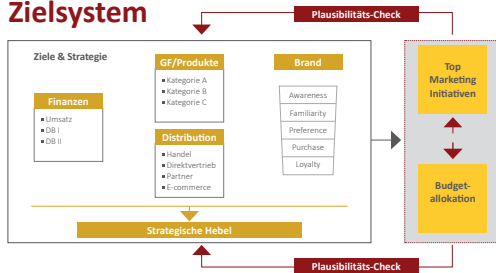 Zielsystem
Plausibilitäts-Check
Ziele & Strategie
Finanzen
▪ Umsatz
▪ DB I
▪ DB II
GF/Produkte
▪ Kategorie A
▪ Kategorie B
▪ Kategorie C
Distribution
▪ Handel
▪ Direktvertrieb
▪ Partner
▪ E-commerce
Brand
Awareness
Familiarity
Preference
Purchase
Loyalty
Strategische Hebel
Top
Marketing
Initiativen
Budget-
allokation
Plausibilitäts-Check